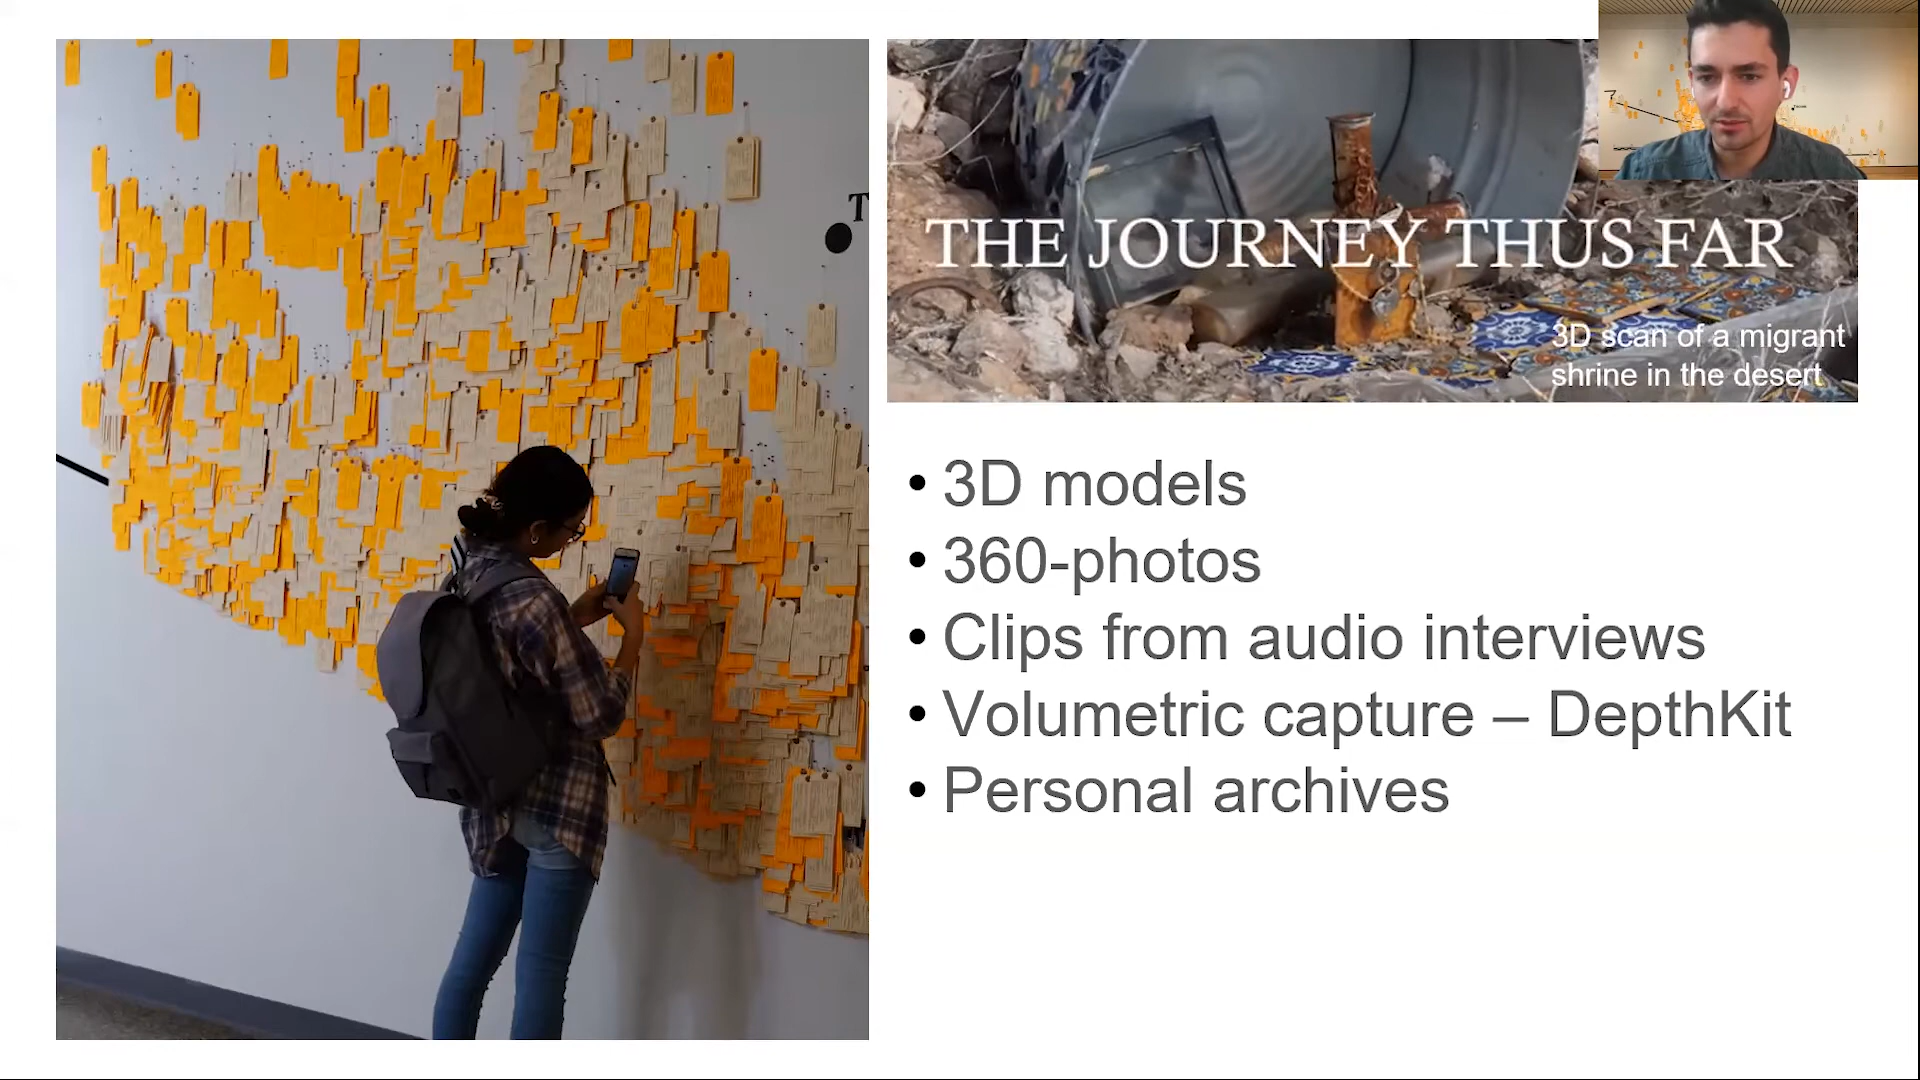 THE JOURNEY THUS FAR
3D scan of a migrant
shrine in the desert
• 3D models
• 360-photos
• Clips from audio interviews
• Volumetric capture – DepthKit
• Personal archives